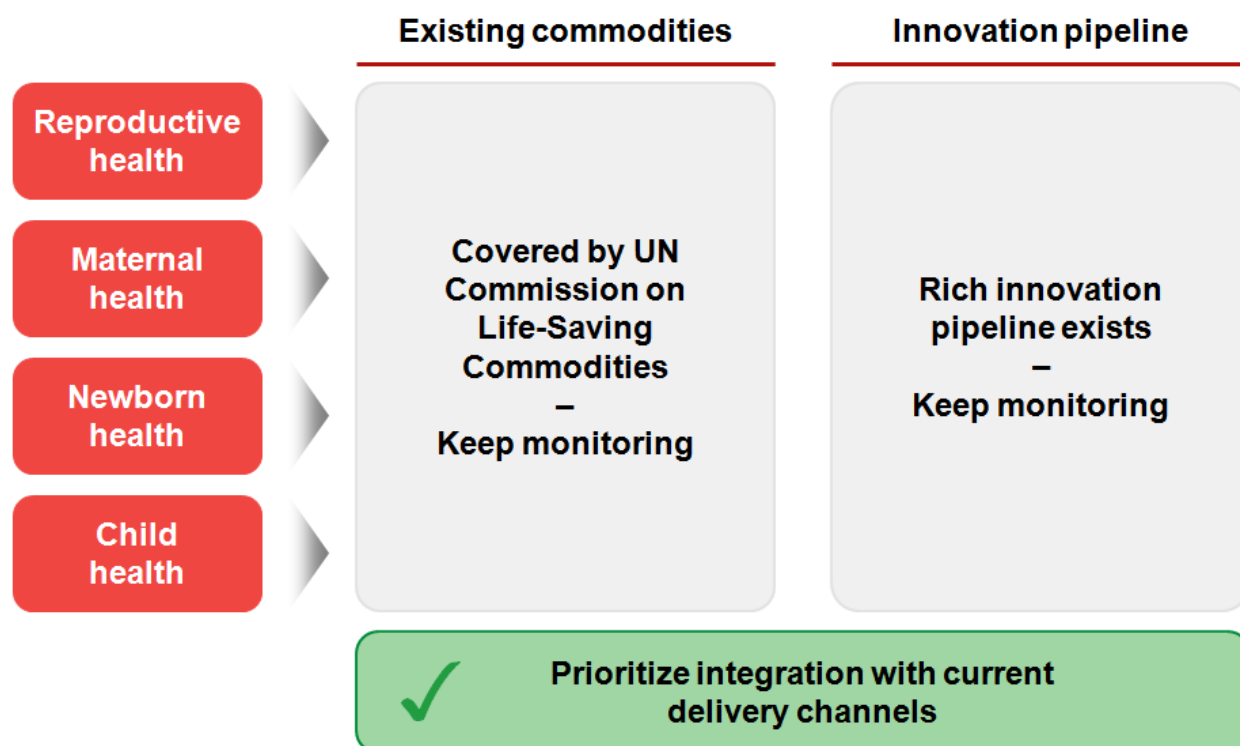 Existing commodities
Innovation pipeline
Reproductive
health
Maternal
health
Newborn
health
Child
health
Covered by UN
Commission on
Life-Saving
Commodities
–
Keep monitoring
Rich innovation
pipeline exists
–
Keep monitoring
Prioritize integration with current
delivery channels